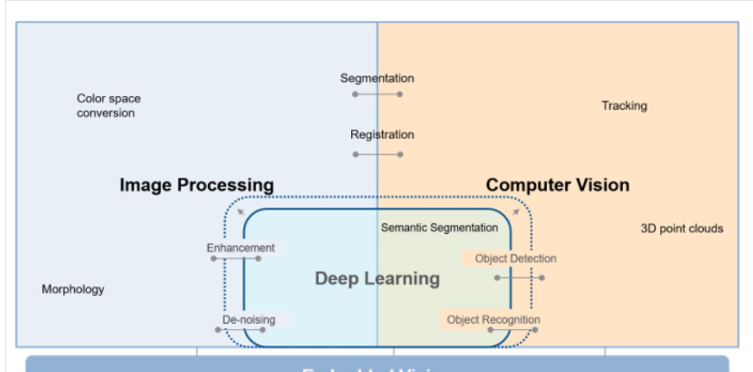 Segmentation
Color space
conversion
Tracking
Registration
Image Processing
Computer Vision
Semantic Segmentation
3D point clouds
Enhancement
Object Detection
Deep Learning
Morphology
De-noising
Object Recognition